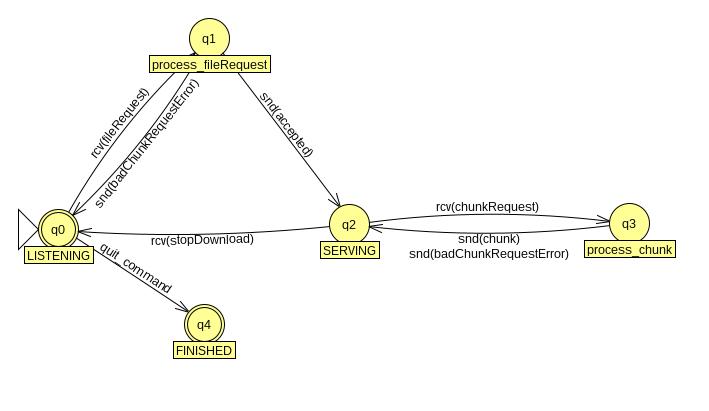 q1
process_fileRequest
rcv(fileRequest)
snd(badChunkRequestError)
snd(accepted)
q0
LISTENING
rcv(stopDownload)
q2
SERVING
rcv(chunkRequest)
snd(chunk)
snd(badChunkRequestError)
q3
process_chunk
quit_command
q4
FINISHED